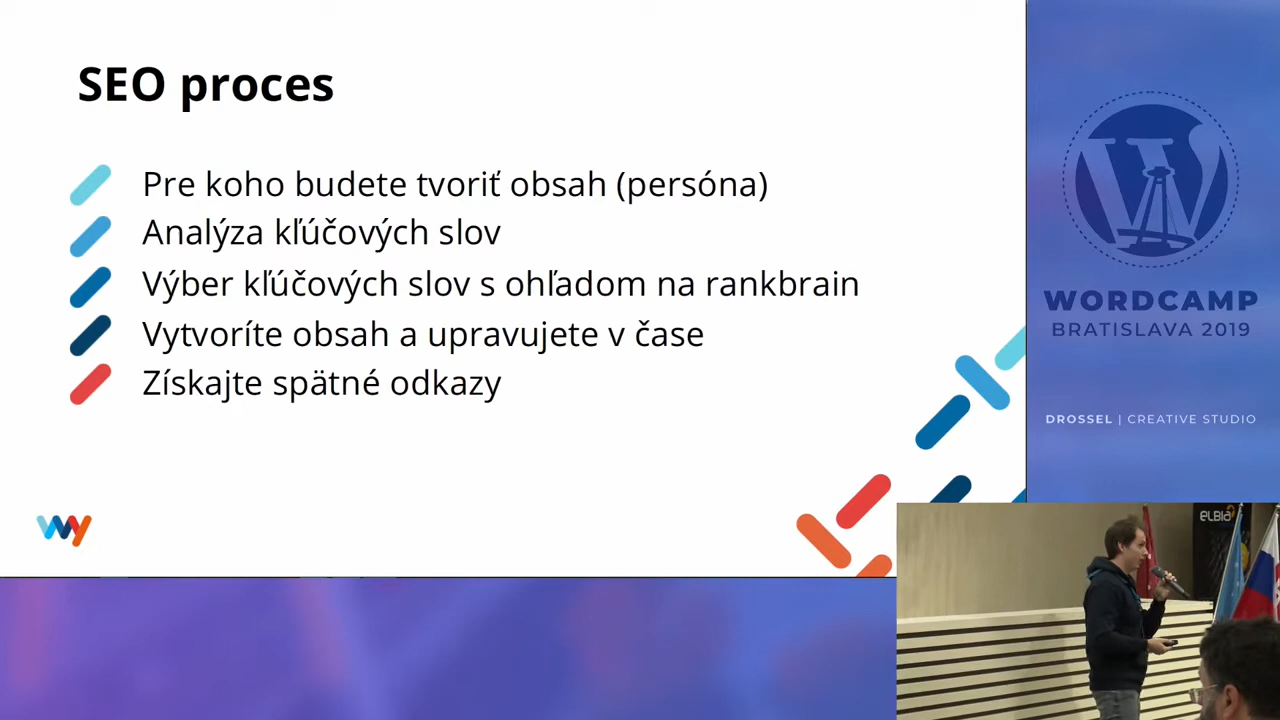 SEO proces
Pre koho budete tvoriť obsah (persóna)
Analýza kľúčových slov
Výber kľúčových slov s ohľadom na rankbrain
Vytvoríte obsah a upravujete v čase
Získajte spätné odkazy
WORDCAMP
BRATISLAVA 2019
DROSSEL | CREATIVE STUDIO
ELBIA